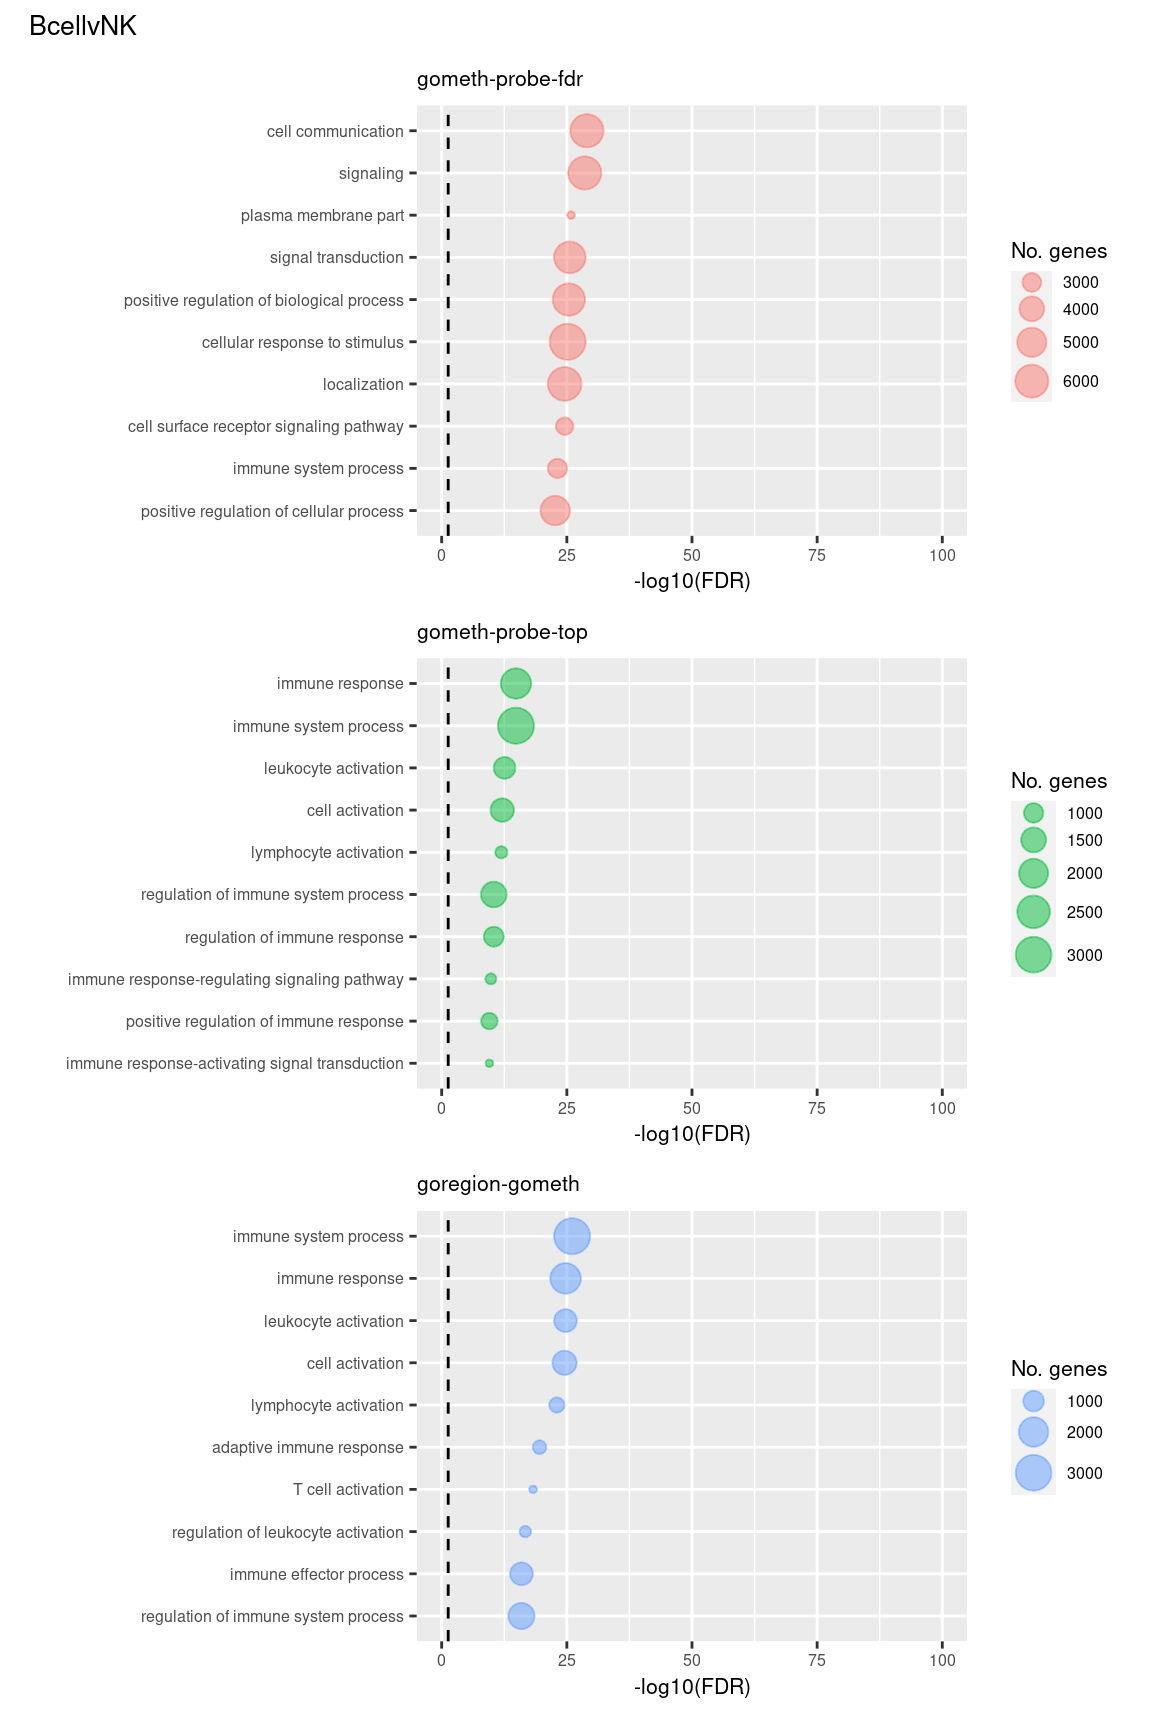 BcellvNK
gometh-probe-fdr
cell communication
signaling
plasma membrane part
signal transduction
positive regulation of biological process
cellular response to stimulus
localization
cell surface receptor signaling pathway
immune system process
positive regulation of cellular process
0 25 50 75 100
-log10(FDR)
No. genes
3000
4000
5000
6000
gometh-probe-top
immune response
immune system process
leukocyte activation
cell activation
lymphocyte activation
regulation of immune system process
regulation of immune response
immune response-regulating signaling pathway
positive regulation of immune response
immune response-activating signal transduction
0 25 50 75 100
-log10(FDR)
No. genes
1000
1500
2000
2500
3000
goregion-gometh
immune system process
immune response
leukocyte activation
cell activation
lymphocyte activation
adaptive immune response
T cell activation
regulation of leukocyte activation
immune effector process
regulation of immune system process
0 25 50 75 100
-log10(FDR)
No. genes
1000
2000
3000